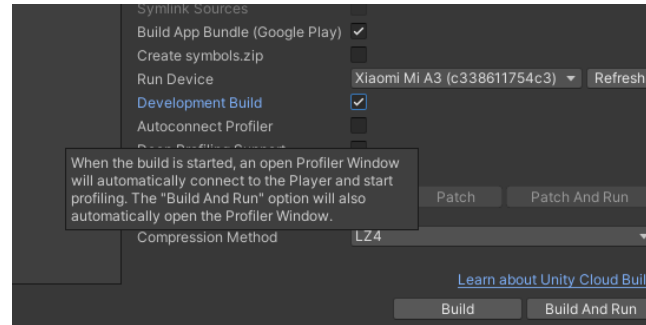 Symlink Sources
Build App Bundle (Google Play)
Create symbols.zip
Run Device Xiaomi Mi A3 (c338611754c3) Refresh
Development Build
Autoconnect Profiler
Deep Profiling Support
When the build is started, an open Profiler Window
will automatically connect to the Player and start
profiling. The "Build And Run" option will also
automatically open the Profiler Window.
Patch Patch And Run
Compression Method LZ4
Learn about Unity Cloud Buil
Build Build And Run